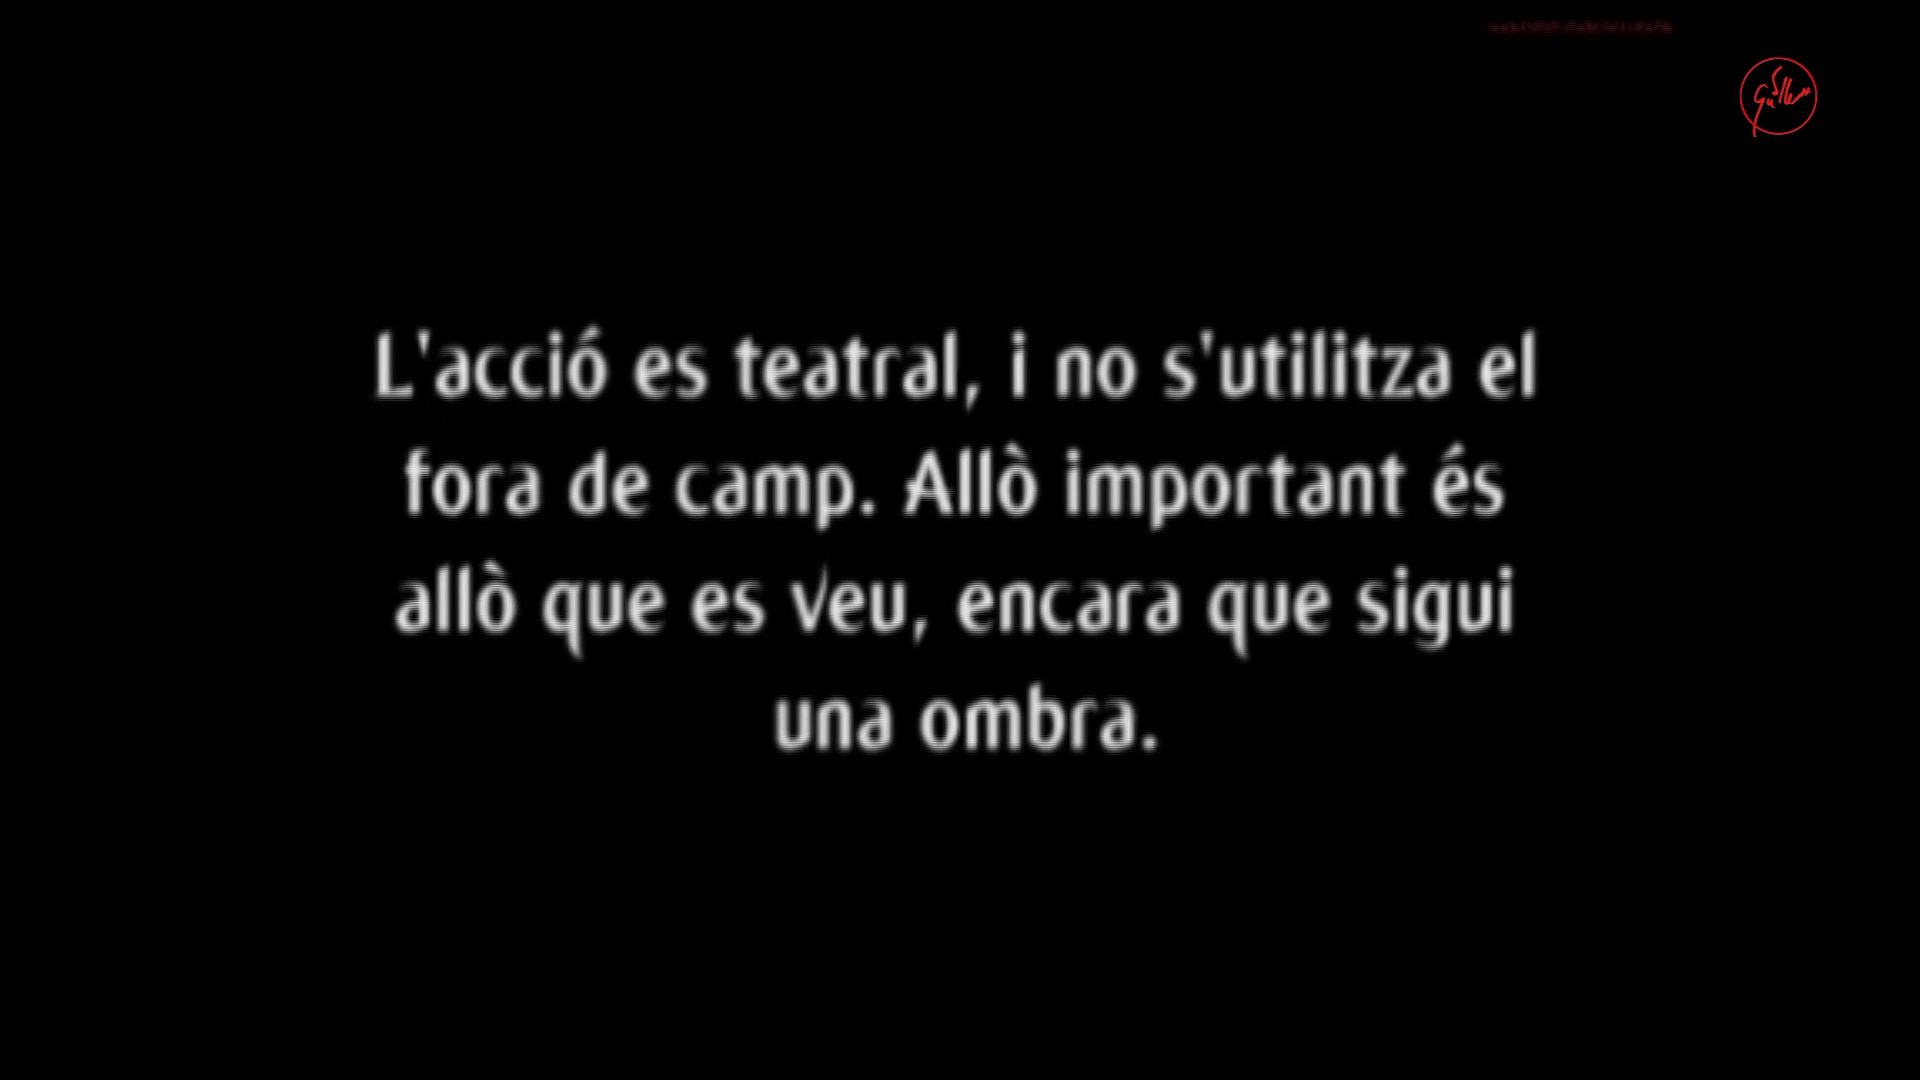 L'acció es teatral, i no s'utilitza el
fora de camp. Allò important és
allò que es veu, encara que sigui
una ombra.